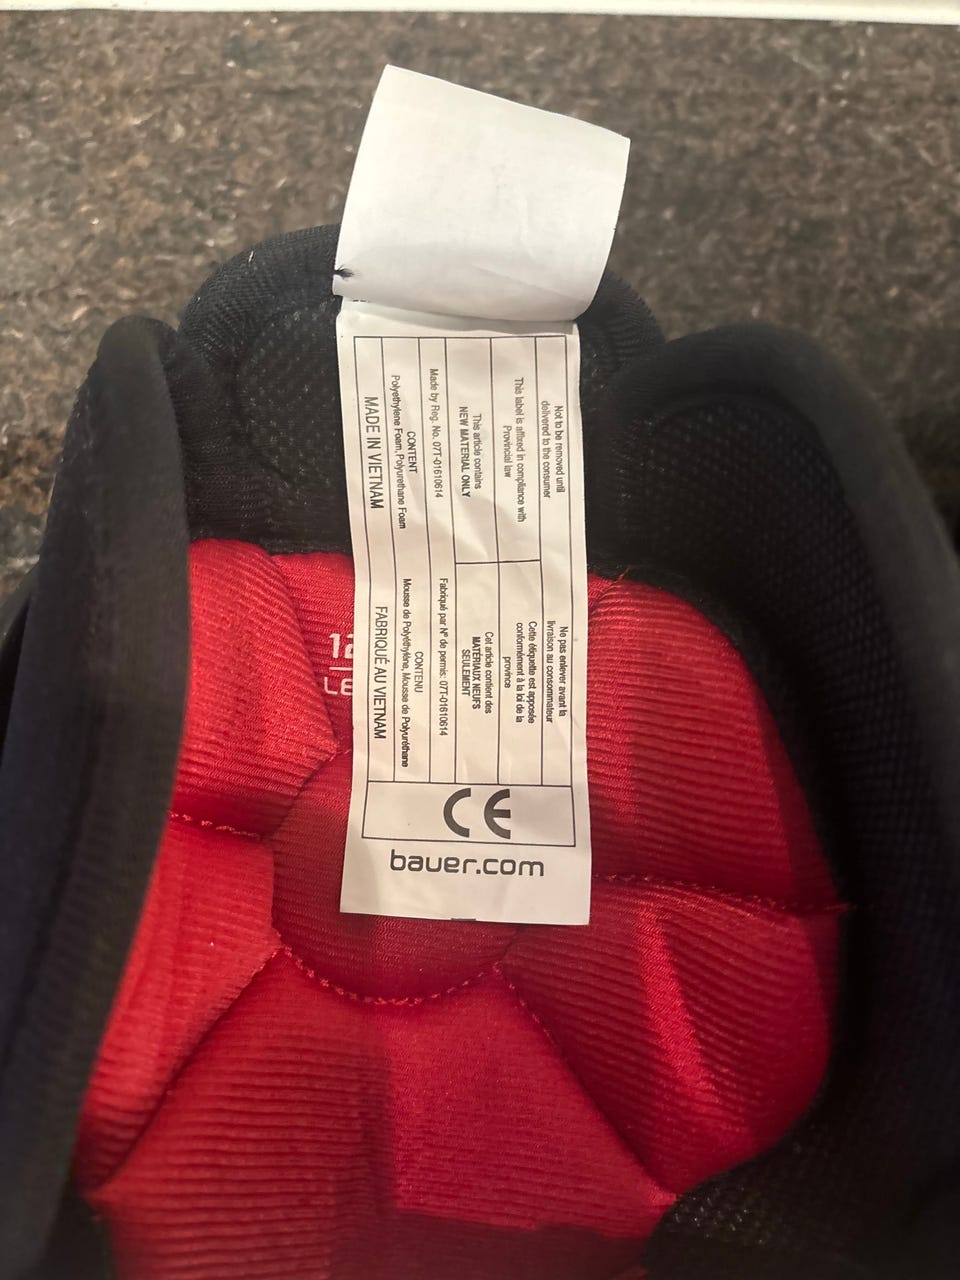 Not to be removed until
delivered to the consumer
This label is affixed in compliance with
Provincial law
This article contains
NEW MATERIAL ONLY
Made by Reg. No. 07T-01610614
CONTENT
Polyethylene Foam, Polyurethane Foam
MADE IN VIETNAM
Ne pas enlever avant la
livraison au consommateur
Cette étiquette est apposée
conformément à la loi de la
province
Cet article contient des
MATÉRIAUX NEUFS
SEULEMENT
Fabriqué par Nº de permis: 07T-01610614
CONTENU
Mousse de Polyéthylène, Mousse de Polyuréthane
FABRIQUÉ AU VIETNAM
CE
bauer.com